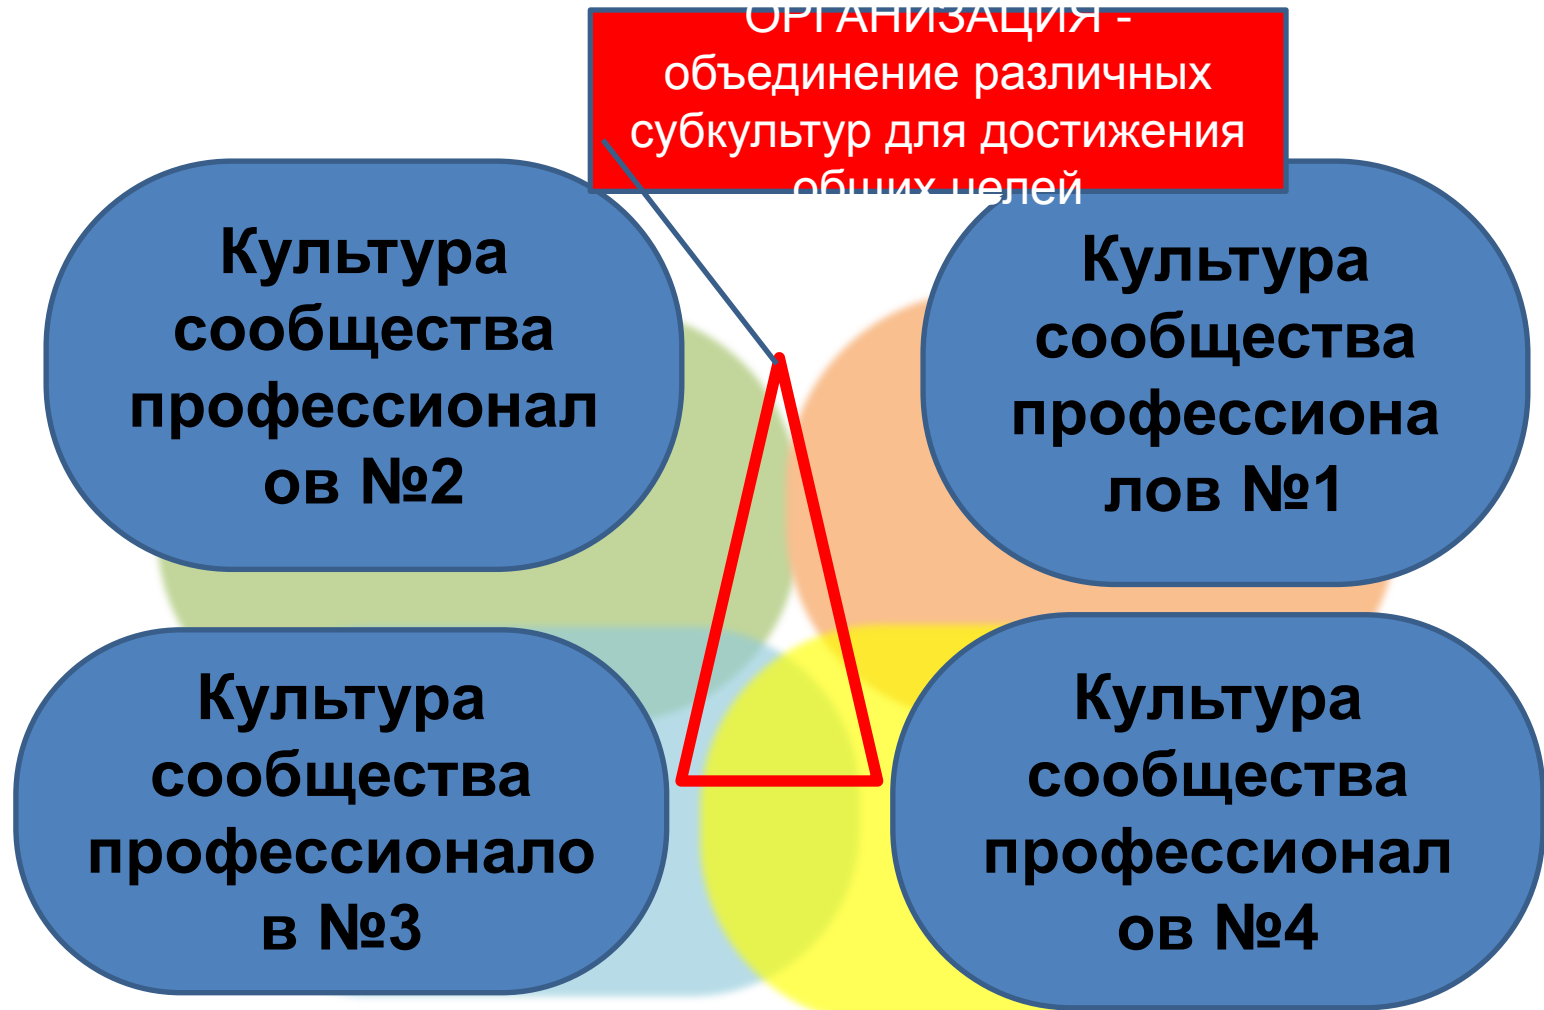 ОРГАНИЗАЦИЯ -
объединение различных
субкультур для достижения
общих целей
Культура
сообщества
профессионал
ов №2
Культура
сообщества
профессиона
лов №1
Культура
сообщества
профессионало
в №3
Культура
сообщества
профессионал
ов №4